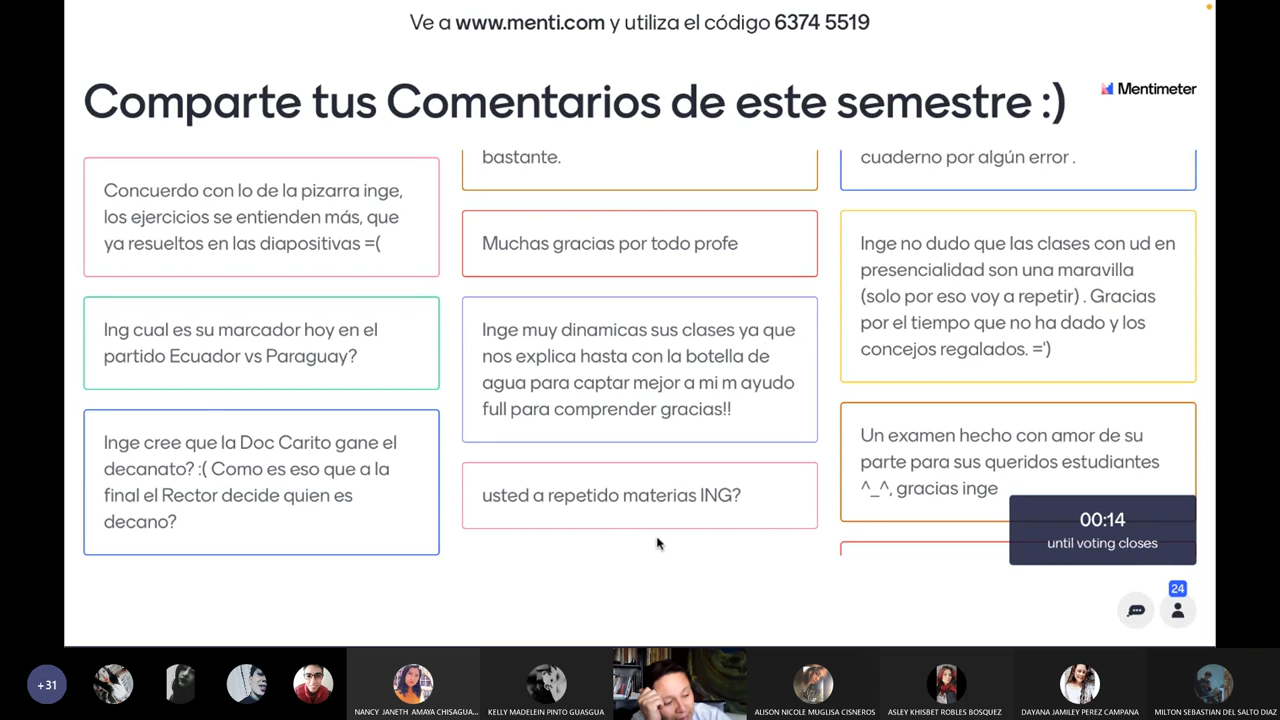 Ve a www.menti.com y utiliza el código 6374 5519
Comparte tus Comentarios de este semestre :)
Mentimeter
Concuerdo con lo de la pizarra inge,
los ejercicios se entienden más, que
ya resueltos en las diapositivas =(
Ing cual es su marcador hoy en el
partido Ecuador vs Paraguay?
Inge cree que la Doc Carito gane el
decanato? :( Como es eso que a la
final el Rector decide quien es
decano?
bastante.
Muchas gracias por todo profe
Inge muy dinamicas sus clases ya que
nos explica hasta con la botella de
agua para captar mejor a mi m ayudo
full para comprender gracias!!
usted a repetido materias ING?
cuaderno por algún error .
Inge no dudo que las clases con ud en
presencialidad son una maravilla
(solo por eso voy a repetir) . Gracias
por el tiempo que no ha dado y los
concejos regalados. =')
Un examen hecho con amor de su
parte para sus queridos estudiantes
^_^, gracias inge
00:14
until voting closes
24
+31
NANCY JANETH AMAYA CHISAGUA...
KELLY MADELEIN PINTO GUASGUA
ALISON NICOLE MUGLISA CISNEROS
ASLEY KHISBET ROBLES BOSQUEZ
DAYANA JAMILEY PEREZ CAMPANA
MILTON SEBASTIAN DEL SALTO DIAZ